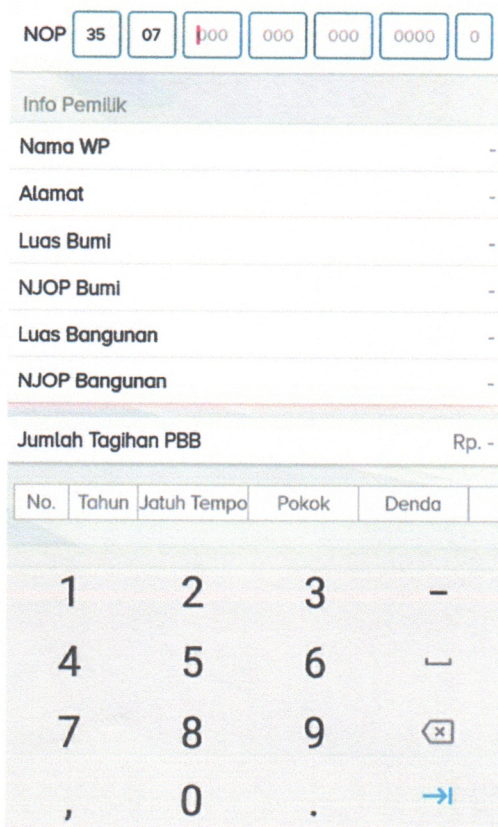 NOP 35 07 000 000 000 0000 0
Info Pemilik
Nama WP -
Alamat -
Luas Bumi -
NJOP Bumi -
Luas Bangunan -
NJOP Bangunan -
Jumlah Tagihan PBB Rp. -
No. Tahun Jatuh Tempo Pokok Denda
1 2 3 -
4 5 6
7 8 9
, 0 .